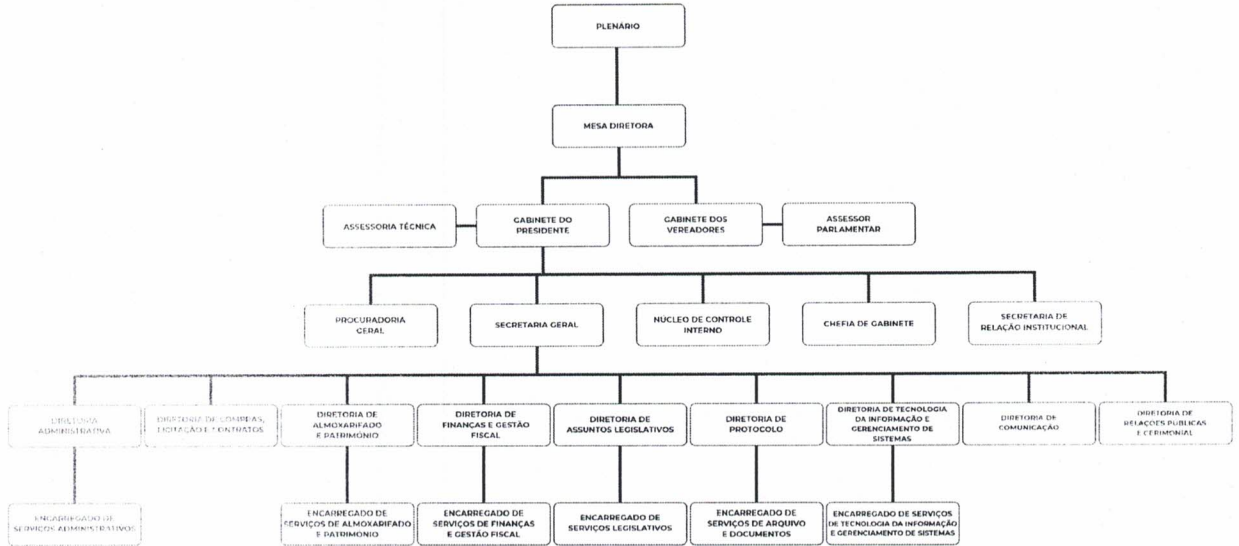 PLENÁRIO
MESA DIRETORA
ASSESSORIA TÉCNICA
GABINETE DO
PRESIDENTE
GABINETE DOS
VEREADORES
ASSESSOR
PARLAMENTAR
PROCURADORIA
GERAL
SECRETARIA GERAL
NÚCLEO DE CONTROLE
INTERNO
CHEFIA DE GABINETE
SECRETARIA DE
RELAÇÃO INSTITUCIONAL
DIRETORIA
ADMINISTRATIVA
DIRETORIA DE COMPRAS,
LICITAÇÃO E CONTRATOS
DIRETORIA DE
ALMOXARIFADO
E PATRIMÔNIO
DIRETORIA DE
FINANÇAS E GESTÃO
FISCAL
DIRETORIA DE
ASSUNTOS LEGISLATIVOS
DIRETORIA DE
PROTOCOLO
DIRETORIA DE TECNOLOGIA
DA INFORMAÇÃO E
GERENCIAMENTO DE
SISTEMAS
DIRETORIA DE
COMUNICAÇÃO
DIRETORIA DE
RELAÇÕES PÚBLICAS
E CERIMONIAL
ENCARREGADO DE
SERVIÇOS ADMINISTRATIVOS
ENCARREGADO DE
SERVIÇOS DE ALMOXARIFADO
E PATRIMÔNIO
ENCARREGADO DE
SERVIÇOS DE FINANÇAS
E GESTÃO FISCAL
ENCARREGADO DE
SERVIÇOS LEGISLATIVOS
ENCARREGADO DE
SERVIÇOS DE ARQUIVO
E DOCUMENTOS
ENCARREGADO DE SERVIÇOS
DE TECNOLOGIA DA INFORMAÇÃO
E GERENCIAMENTO DE SISTEMAS